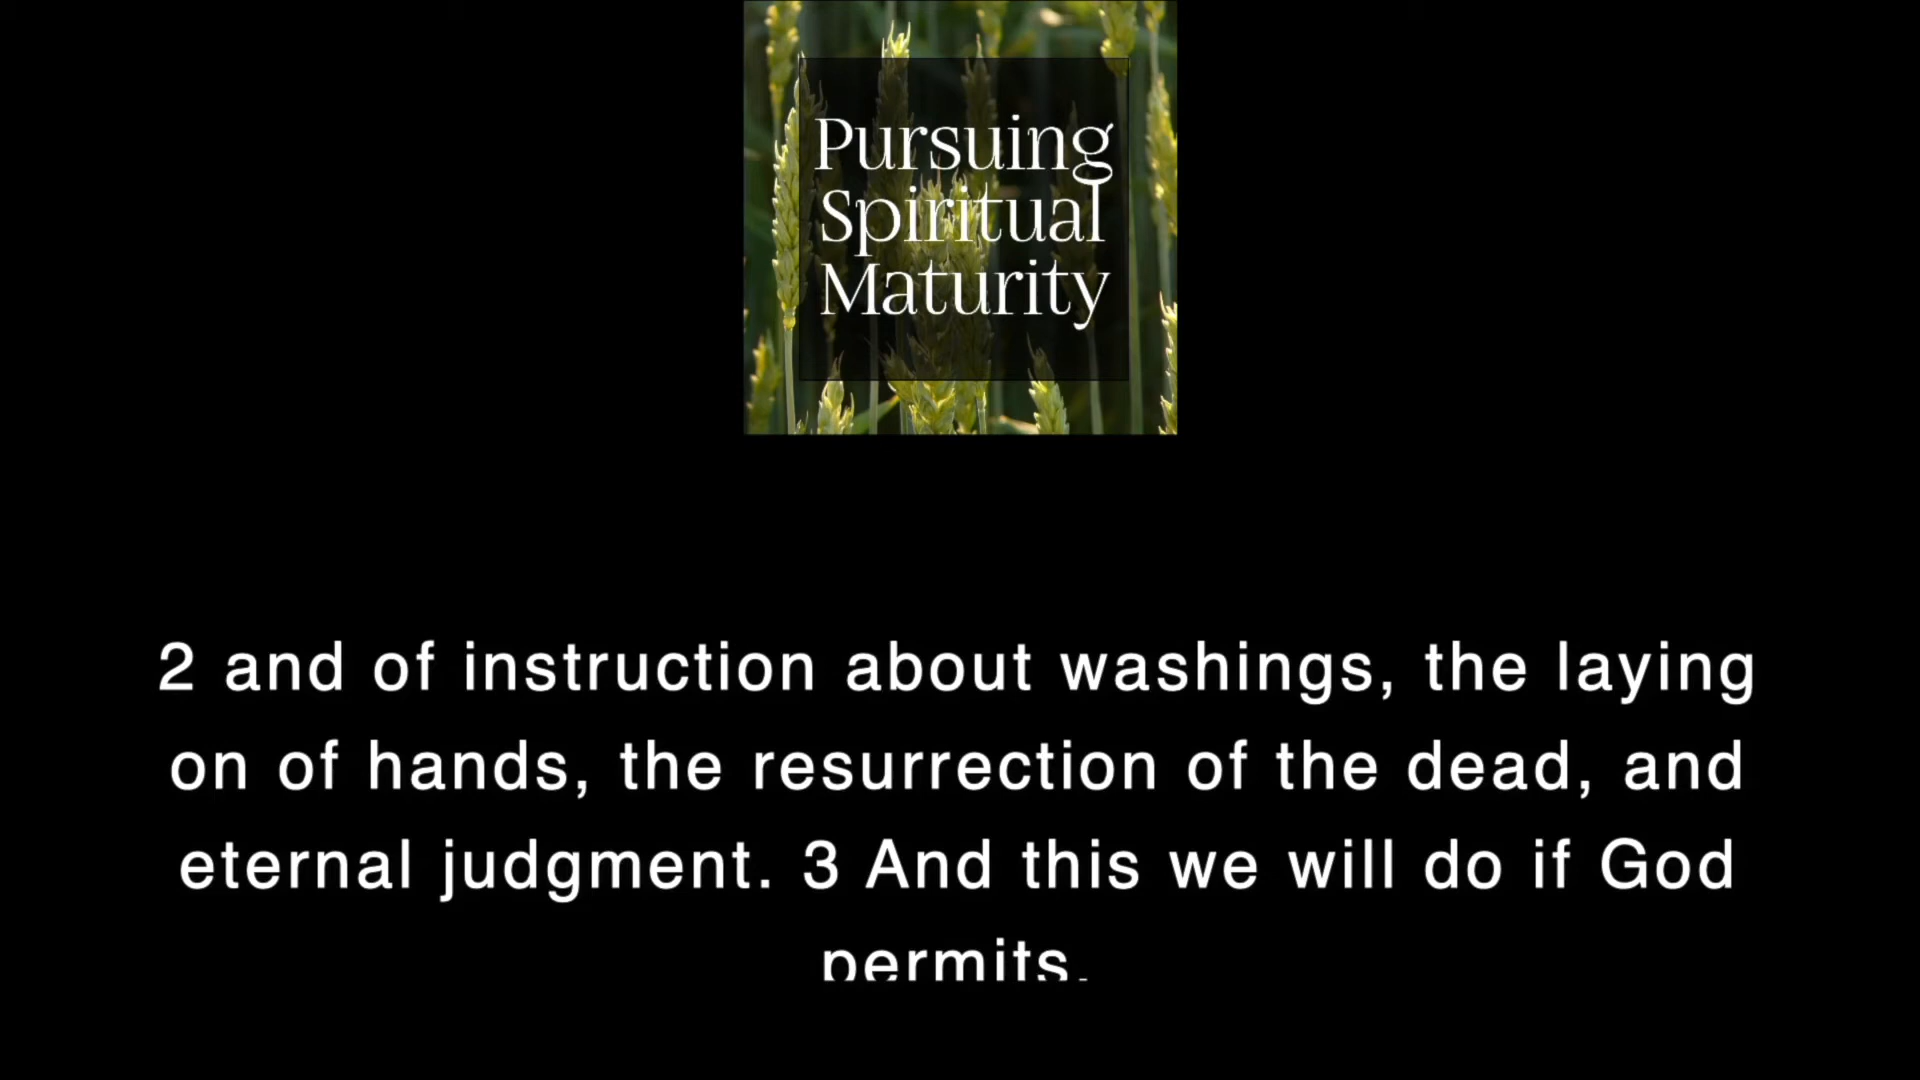 Pursuing
Spiritual
Maturity
2 and of instruction about washings, the laying
on of hands, the resurrection of the dead, and
eternal judgment. 3 And this we will do if God
permits.